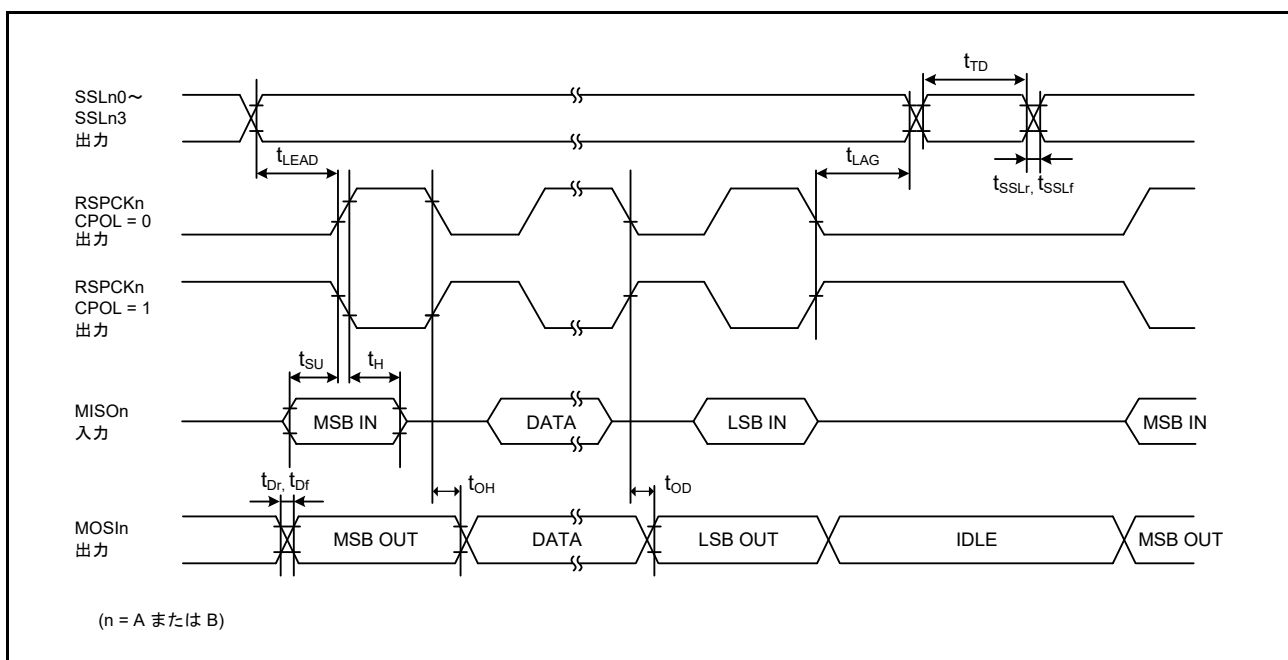 SSLn0～
SSLn3
出力
tTD
tLEAD
tLAG
tSSLr, tSSLf
RSPCKn
CPOL = 0
出力
RSPCKn
CPOL = 1
出力
tSU
tH
MISOn
入力
MSB IN
DATA
LSB IN
MSB IN
tDr, tDf
tOH
tOD
MOSIn
出力
MSB OUT
DATA
LSB OUT
IDLE
MSB OUT
(n = A または B)